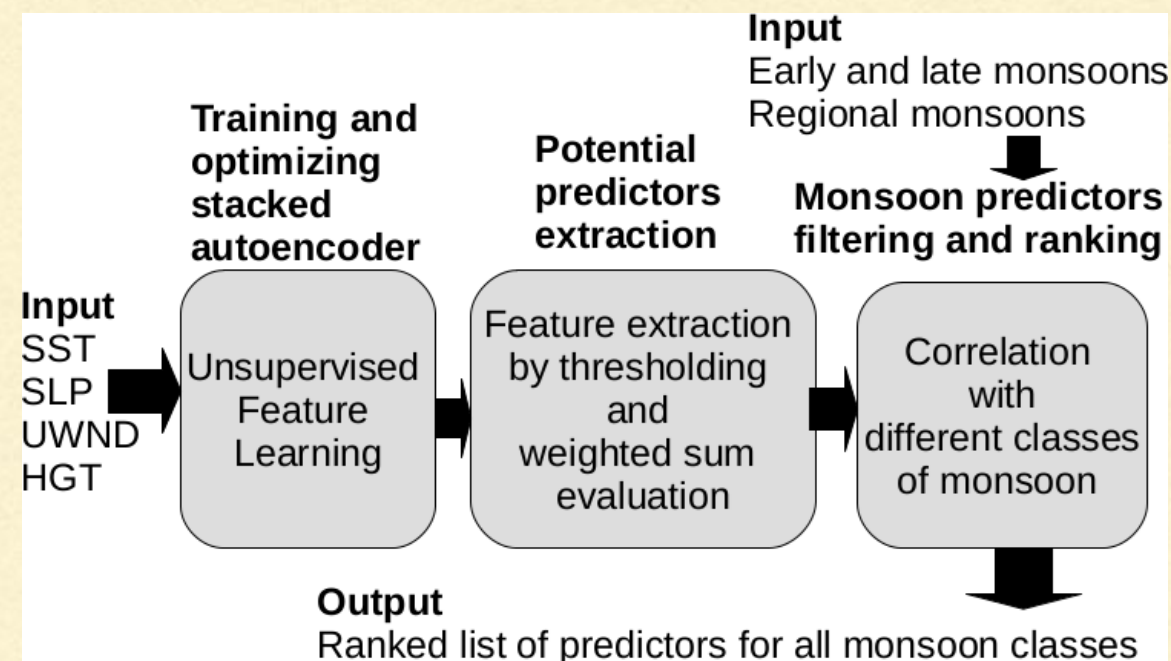 Input
SST
SLP
UWND
HGT
Training and
optimizing
stacked
autoencoder
Unsupervised
Feature
Learning
Potential
predictors
extraction
Feature extraction
by thresholding
and
weighted sum
evaluation
Input
Early and late monsoons
Regional monsoons
Monsoon predictors
filtering and ranking
Correlation
with
different classes
of monsoon
Output
Ranked list of predictors for all monsoon classes